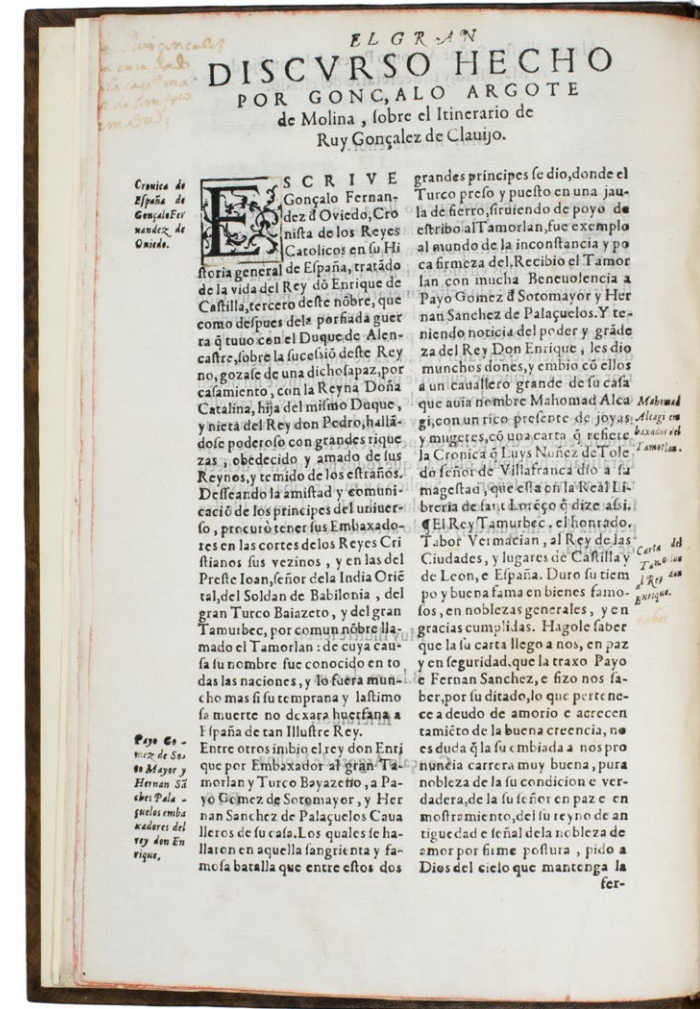 EL GRAN
DISCVRSO HECHO
POR GONC,ALO ARGOTE
de Molina, ſobre el Itinerario de
Ruy Gonçalez de Clauijo.
Cronica de
Eſpaña de
Gonçalo Fer
nandez de
Ouiedo.
ESCRIVE
Gonçalo Fernan-
dez đ Ouiedo, Cro
niſta de los Reyes
Catolicos en ſu Hi
ſtoria general de Eſpaña, tratãdo
de la vida del Rey dõ Enrique de
Caſtilla, tercero deſte nõbre, que
como deſpues dela porfiada guer
ra q̃ tuuo con el Duque de Alen-
caſtre, ſobre la ſuceſsiõ deſte Rey
no, gozaſe de una dichoſapaz, por
caſamiento, con la Reyna Doña
Catalina, hija del miſmo Duque,
y nieta del Rey don Pedro, hallã-
doſe poderoſo con grandes rique
zas, obedecido y amado de ſus
Reynos, y temido de los eſtraños.
Deſſeando la amiſtad y comuni-
caciõ de los principes del uniuer-
ſo, procurò tener ſus Embaxado-
res en las cortes delos Reyes Cri
ſtianos ſus vezinos, y en las del
Preſte Ioan, ſeñor dela India Oriẽ
tal, del Soldan de Babilonia, del
gran Turco Baiazeto, y del gran
Tamurbec, por comun nõbre lla-
mado el Tamorlan: de cuya cau-
ſa ſu nombre fue conocido en to
das las naciones, y lo fuera mun-
cho mas ſi ſu temprana y laſtimo
ſa muerte no dexara huerfana a
Eſpaña de tan Illuſtre Rey.
Payo Go-
mez de So-
Mayor y
Hernan Sã
chez Pala-
çuelos emba
xadores del
rey don En
rique,
Entre otros imbio el rey don Enri
que por Embaxador al gran Ta-
morlan y Turco Bayazeto, a Pa-
yo Gomez de Sotomayor, y Her
nan Sanchez de Palaçuelos Caua
lleros de ſu caſa. Los quales ſe ha-
llaron en aquella ſangrienta y fa-
moſa batalla que entre eſtos dos
grandes principes ſe dio, donde el
Turco preſo y pueſto en una jau-
la de fierro, ſiruiendo de poyo de
eſtribo al Tamorlan, fue exemplo
al mundo de la inconſtancia y po
ca firmeza del. Recibio el Tamor
lan con mucha Beneuolencia a
Payo Gomez đ Sotomayor y Her
nan Sanchez de Palaçuelos. Y te-
niendo noticia del poder y grãde
za del Rey Don Enrique, les dio
munchos dones, y embio cõ ellos
a un cauallero grande de ſu caſa
que auia nombre Mahomad Alca
gi, con un rico preſente de joyas,
y mugeres, cõ una carta q̃ refiere
la Cronica q̃ Luys Nuñez de Tole
do ſeñor de Villafranca dio a ſu
mageſtad, que eſta en la Real Li-
breria de ſant Lorẽço q̃ dize aſsi.
Mahomad
Alcagi em
baxador del
Tamorlan.
¶El Rey Tamurbec, el honrado,
Tabor Vermacian, al Rey de las
Ciudades, y lugares de Caſtilla y
de Leon, e Eſpaña. Duro ſu tiem
po y buena fama en bienes famo-
ſos, en noblezas generales, y en
gracias cumplidas. Hagole ſaber
que la ſu carta llego a nos, en paz
y en ſeguridad, que la traxo Payo
e Fernan Sanchez, e fizo nos ſa-
ber, por ſu ditado, lo que pertene-
ce a deudo de amorio e acrecen
tamiẽto de la buena creencia, no
es duda q̃ la ſu embiada a nos pro
nuncia carrera muy buena, pura
nobleza de la ſu condicion e ver-
dadera, de la ſu ſeñor en paz e en
moſtramiento, del ſu reyno de an
tiguedad e ſeñal dela nobleza de
amor por firme poſtura, pido a
Dios del cielo que mantenga la
Carta del
Tamorlan
al Rey don
Enrique.
fer-